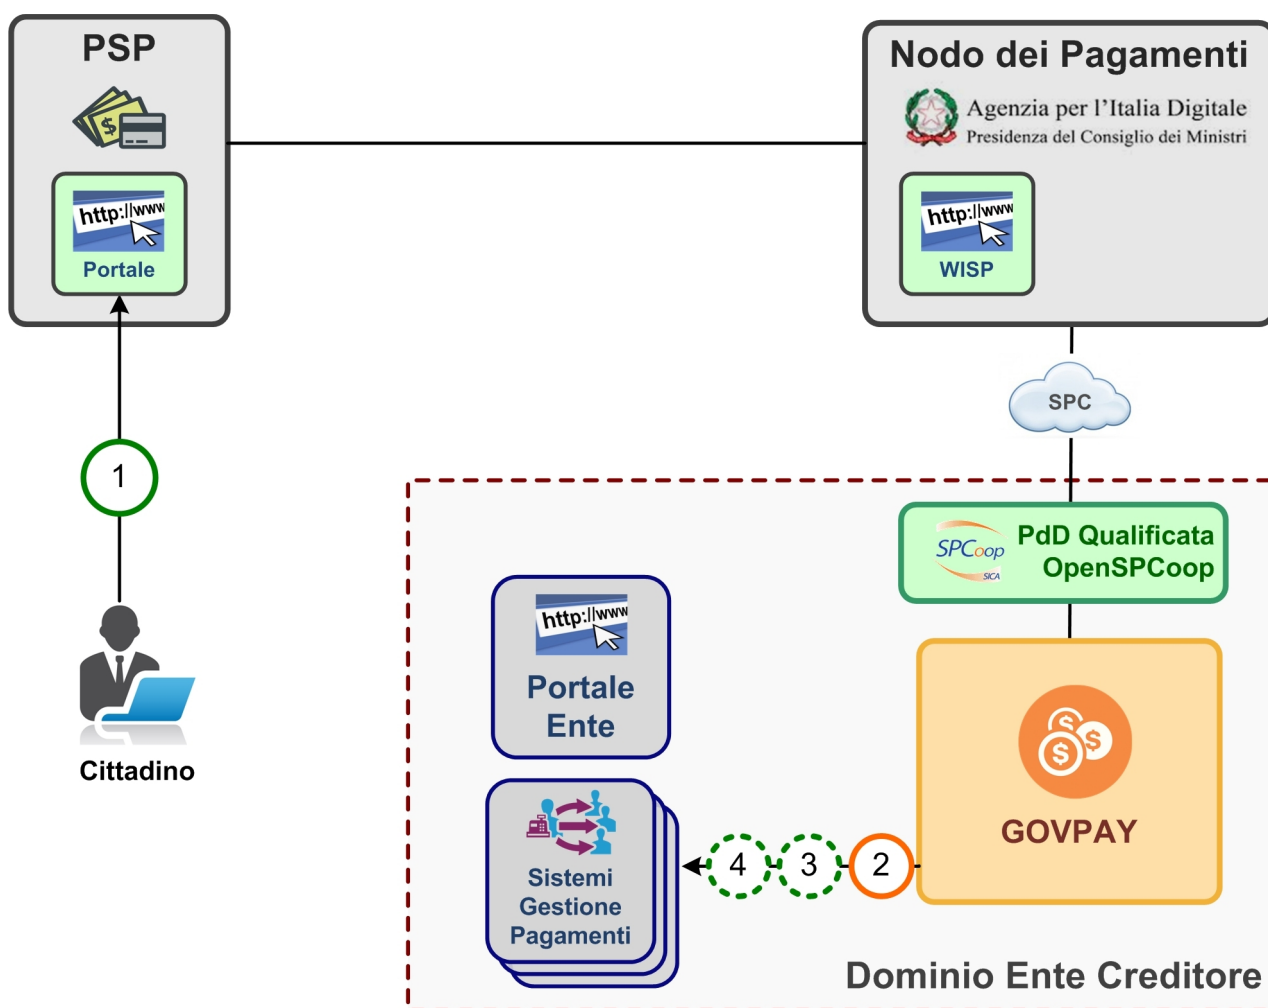 PSP
$
http://www
Portale
Nodo dei Pagamenti
Agenzia per l'Italia Digitale
Presidenza del Consiglio dei Ministri
http://www
WISP
SPC
1
Cittadino
SPCoop
SICA
PdD Qualificata
OpenSPCoop
http://www
Portale
Ente
$
$
$
GOVPAY
4
3
2
Sistemi
Gestione
Pagamenti
Dominio Ente Creditore